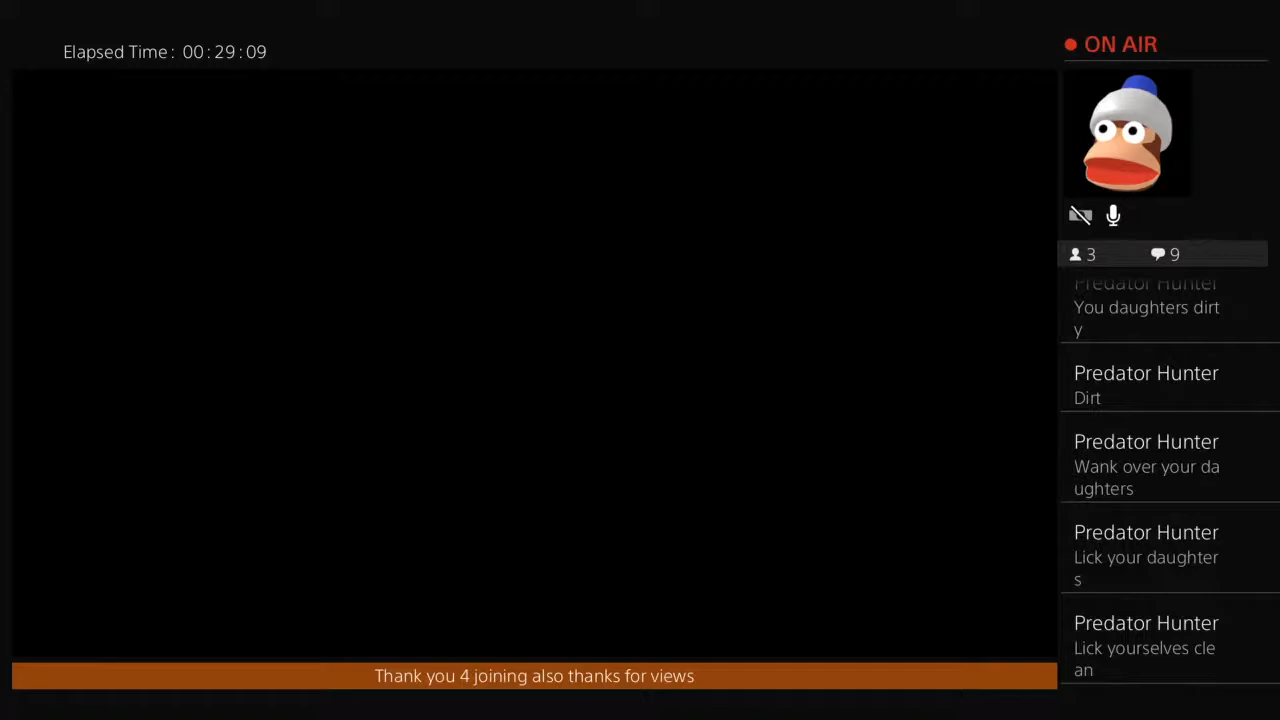 Elapsed Time: 00:29:09
ON AIR
3
9
Predator Hunter
You daughters dirt
y
Predator Hunter
Dirt
Predator Hunter
Wank over your da
ughters
Predator Hunter
Lick your daughter
s
Predator Hunter
Lick yourselves cle
an
Thank you 4 joining also thanks for views